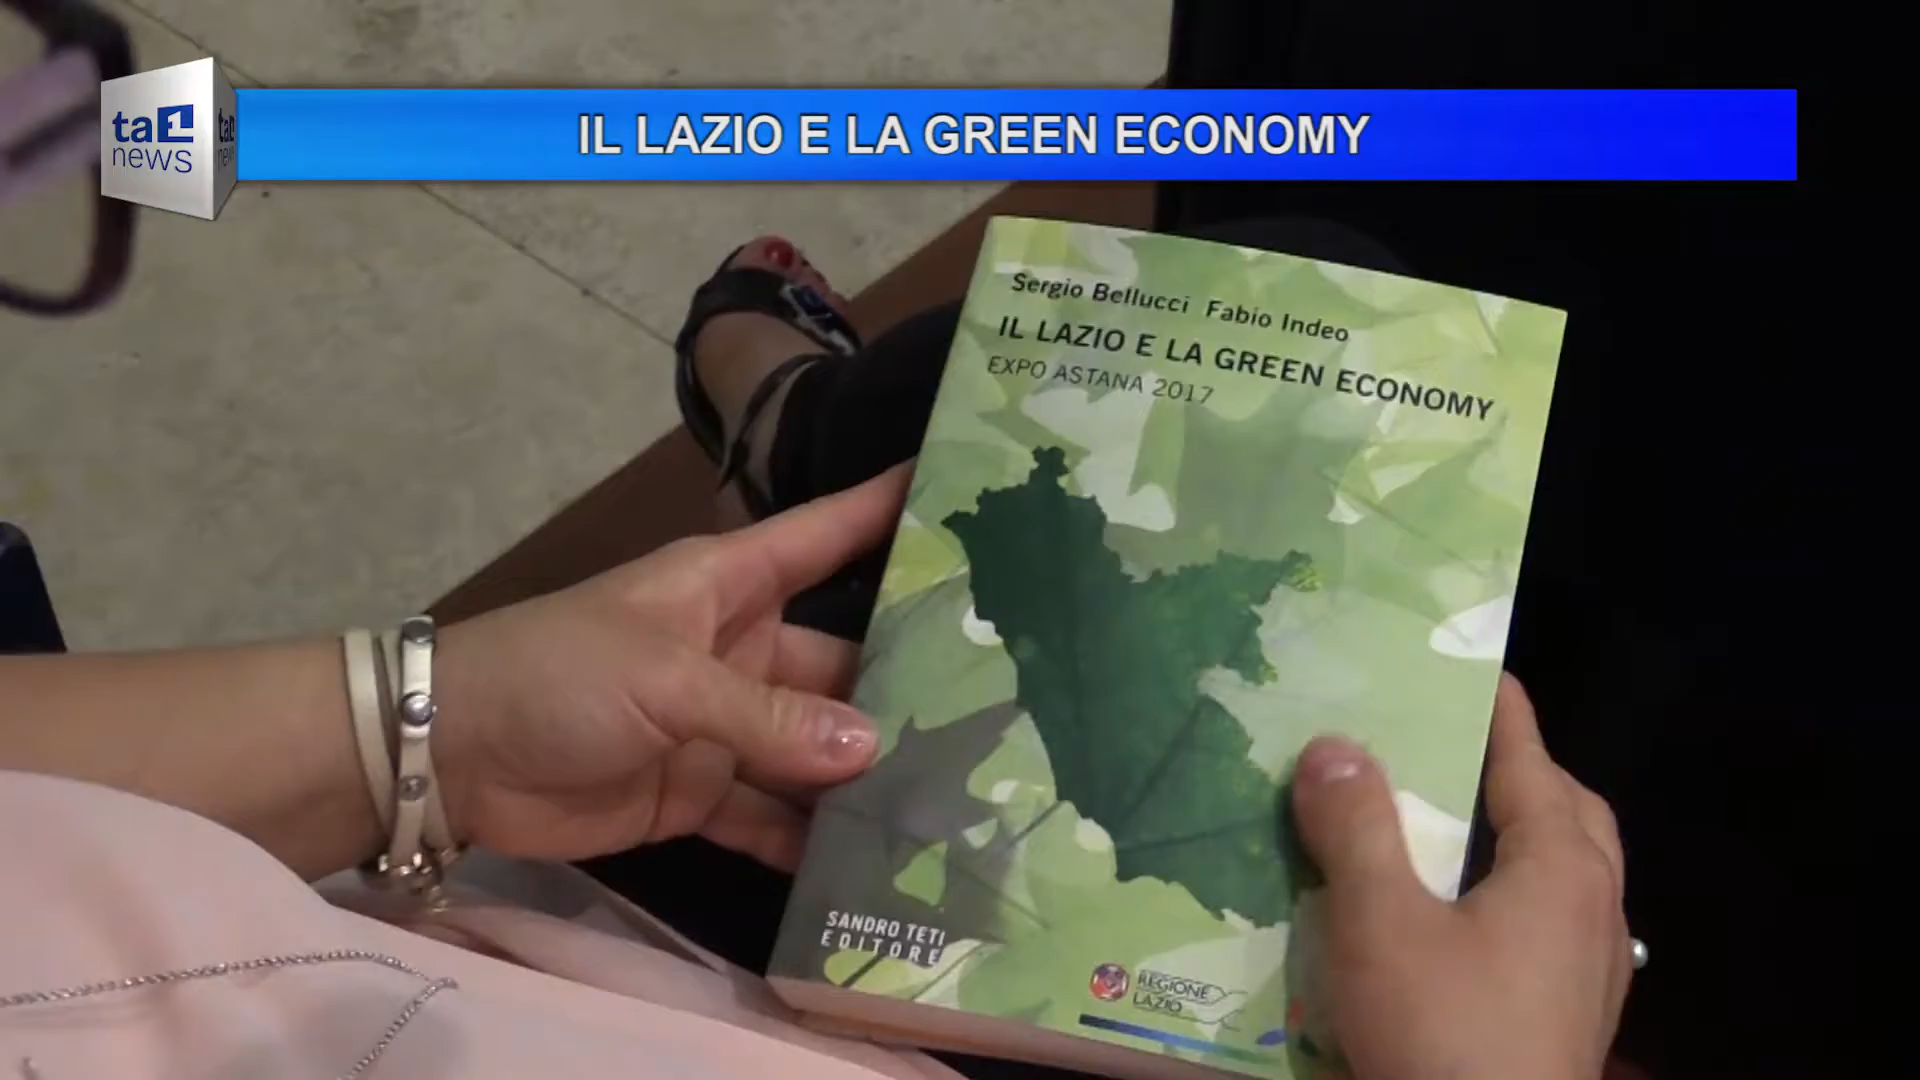 IL LAZIO E LA GREEN ECONOMY
ta1
news
Sergio Bellucci Fabio Indeo
IL LAZIO E LA GREEN ECONOMY
EXPO ASTANA 2017
SANDRO TETI
EDITORE
REGIONE
LAZIO